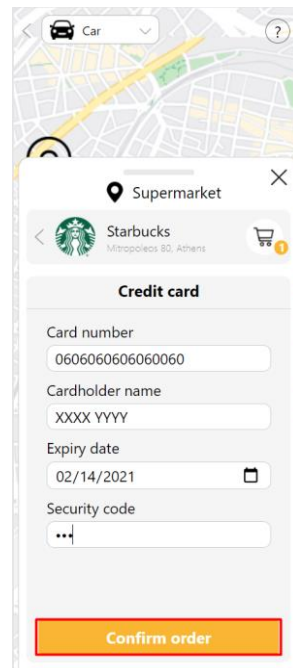 Car
?
Supermarket
Starbucks
Mitropoleos 80, Athens
1
Credit card
Card number
0606060606060060
Cardholder name
XXXX YYYY
Expiry date
02/14/2021
Security code
•••
Confirm order